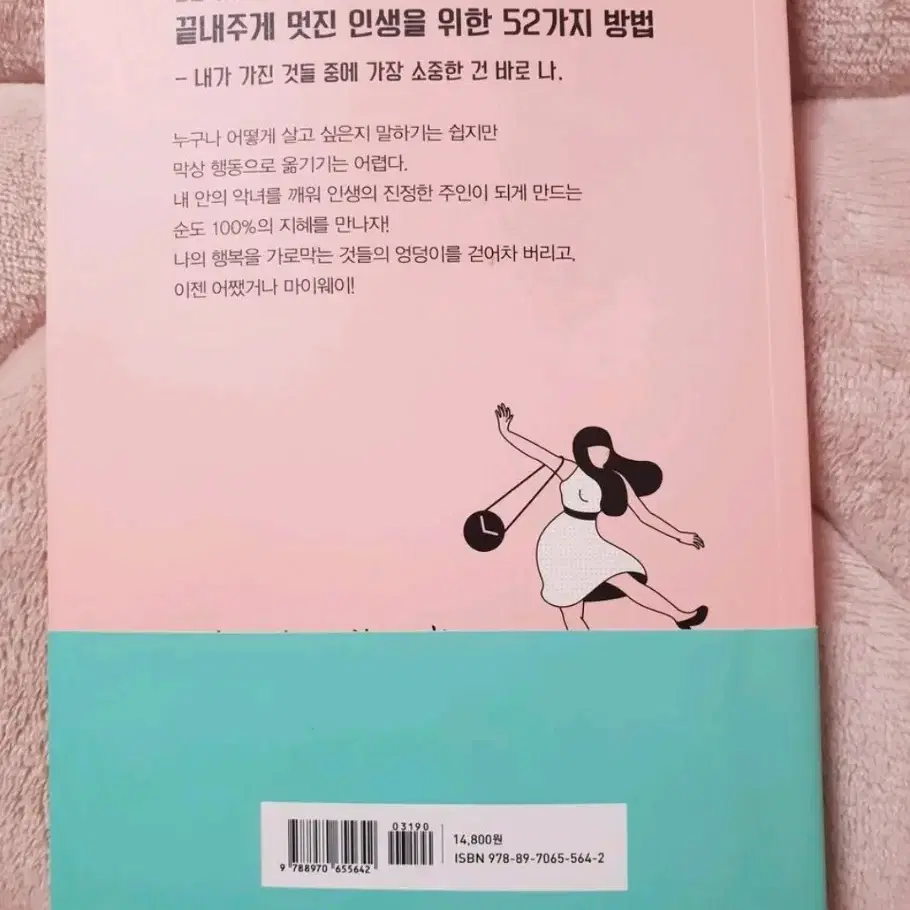 끝내주게 멋진 인생을 위한 52가지 방법
– 내가 가진 것들 중에 가장 소중한 건 바로 나.
누구나 어떻게 살고 싶은지 말하기는 쉽지만
막상 행동으로 옮기기는 어렵다.
내 안의 악녀를 깨워 인생의 진정한 주인이 되게 만드는
순도 100%의 지혜를 만나자!
나의 행복을 가로막는 것들의 엉덩이를 걷어차 버리고,
이젠 어쨌거나 마이웨이!
03190
9 788970 655642
14,800원
ISBN 978-89-7065-564-2